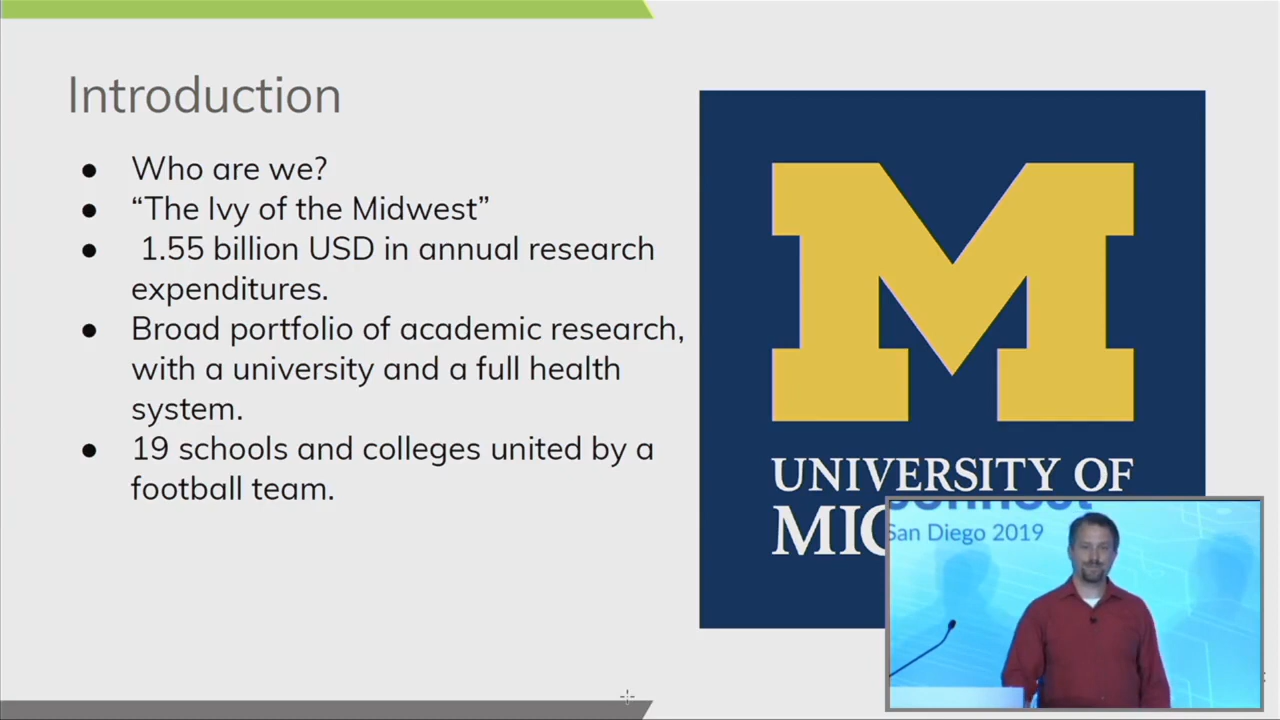 Introduction
● Who are we?
● “The Ivy of the Midwest”
● 1.55 billion USD in annual research
expenditures.
● Broad portfolio of academic research,
with a university and a full health
system.
● 19 schools and colleges united by a
football team.
M
UNIVERSITY OF
San Diego 2019